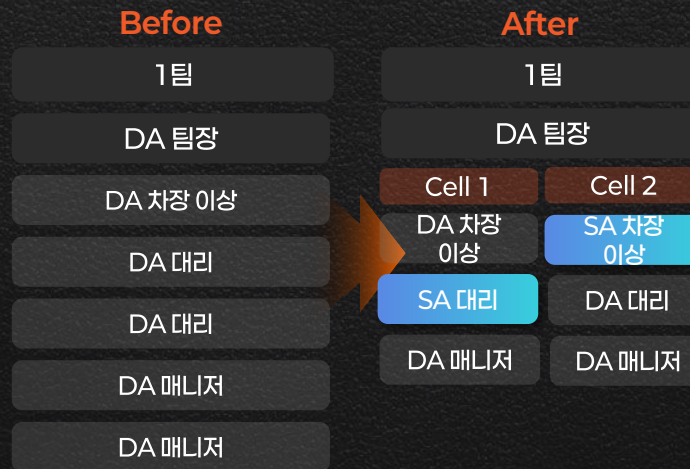 Before
1팀
DA 팀장
DA 차장 이상
DA 대리
DA 대리
DA 매니저
DA 매니저
After
1팀
DA 팀장
Cell 1
DA 차장
이상
SA 대리
DA 매니저
Cell 2
SA 차장
이상
DA 대리
DA 매니저